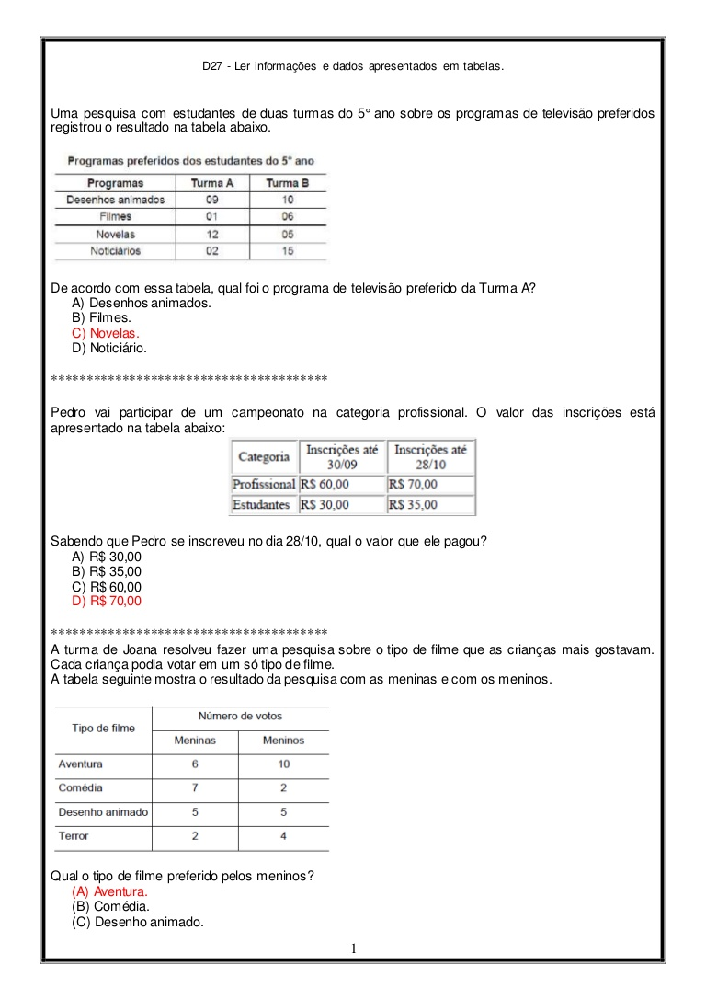 D27 - Ler informações e dados apresentados em tabelas.
Uma pesquisa com estudantes de duas turmas do 5° ano sobre os programas de televisão preferidos
registrou o resultado na tabela abaixo.
Programas preferidos dos estudantes do 5° ano
Programas Turma A Turma B
Desenhos animados 09 10
Filmes 01 06
Novelas 12 05
Noticiários 02 15
De acordo com essa tabela, qual foi o programa de televisão preferido da Turma A?
A) Desenhos animados.
B) Filmes.
C) Novelas.
D) Noticiário.
***************************************
Pedro vai participar de um campeonato na categoria profissional. O valor das inscrições está
apresentado na tabela abaixo:
Categoria Inscrições até 30/09 Inscrições até 28/10
Profissional R$ 60,00 R$ 70,00
Estudantes R$ 30,00 R$ 35,00
Sabendo que Pedro se inscreveu no dia 28/10, qual o valor que ele pagou?
A) R$ 30,00
B) R$ 35,00
C) R$ 60,00
D) R$ 70,00
***************************************
A turma de Joana resolveu fazer uma pesquisa sobre o tipo de filme que as crianças mais gostavam.
Cada criança podia votar em um só tipo de filme.
A tabela seguinte mostra o resultado da pesquisa com as meninas e com os meninos.
Tipo de filme Número de votos
Meninas Meninos
Aventura 6 10
Comédia 7 2
Desenho animado 5 5
Terror 2 4
Qual o tipo de filme preferido pelos meninos?
(A) Aventura.
(B) Comédia.
(C) Desenho animado.
1